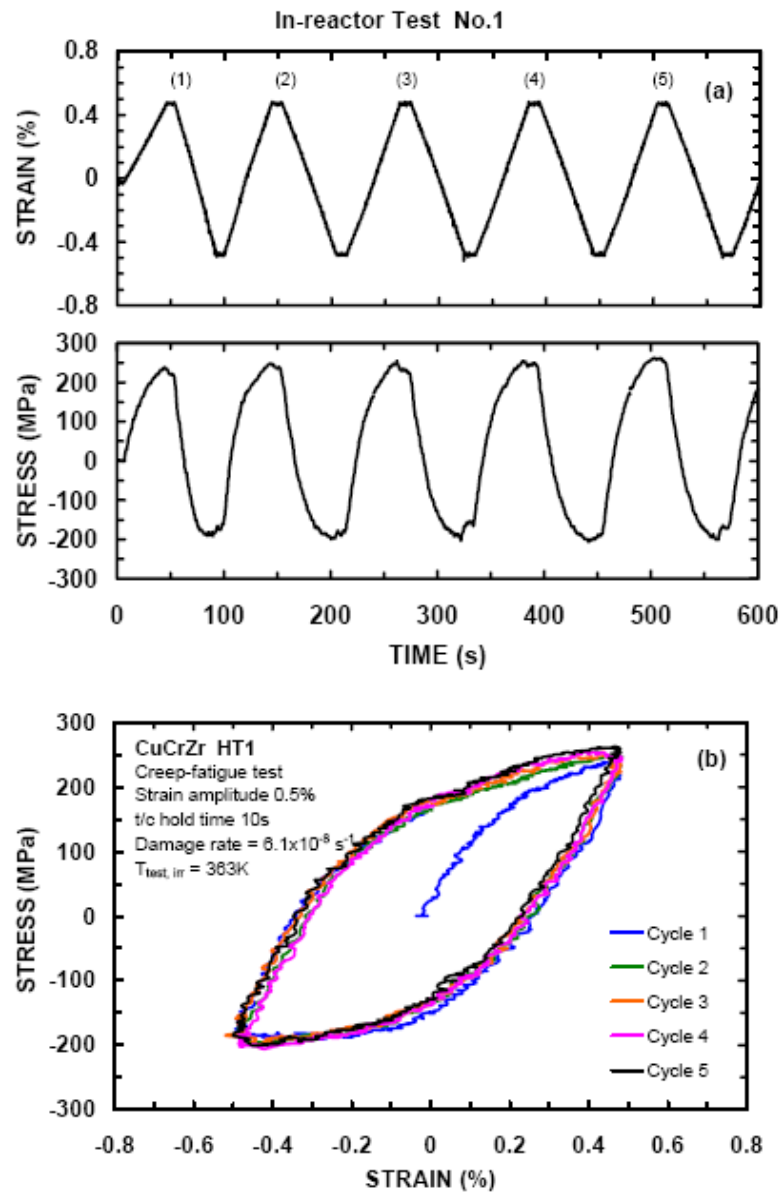 In-reactor Test No.1
0.8
0.4
0
-0.4
-0.8
STRAIN (%)
(1)
(2)
(3)
(4)
(5)
(a)
300
200
100
0
-100
-200
-300
STRESS (MPa)
0
100
200
300
400
500
600
TIME (s)
300
200
100
0
-100
-200
-300
STRESS (MPa)
CuCrZr HT1
Creep-fatigue test
Strain amplitude 0.5%
t/c hold time 10s
Damage rate = 6.1x10⁻⁸ s⁻¹
Ttest, irr = 363K
(b)
Cycle 1
Cycle 2
Cycle 3
Cycle 4
Cycle 5
-0.8
-0.6
-0.4
-0.2
0
0.2
0.4
0.6
0.8
STRAIN (%)